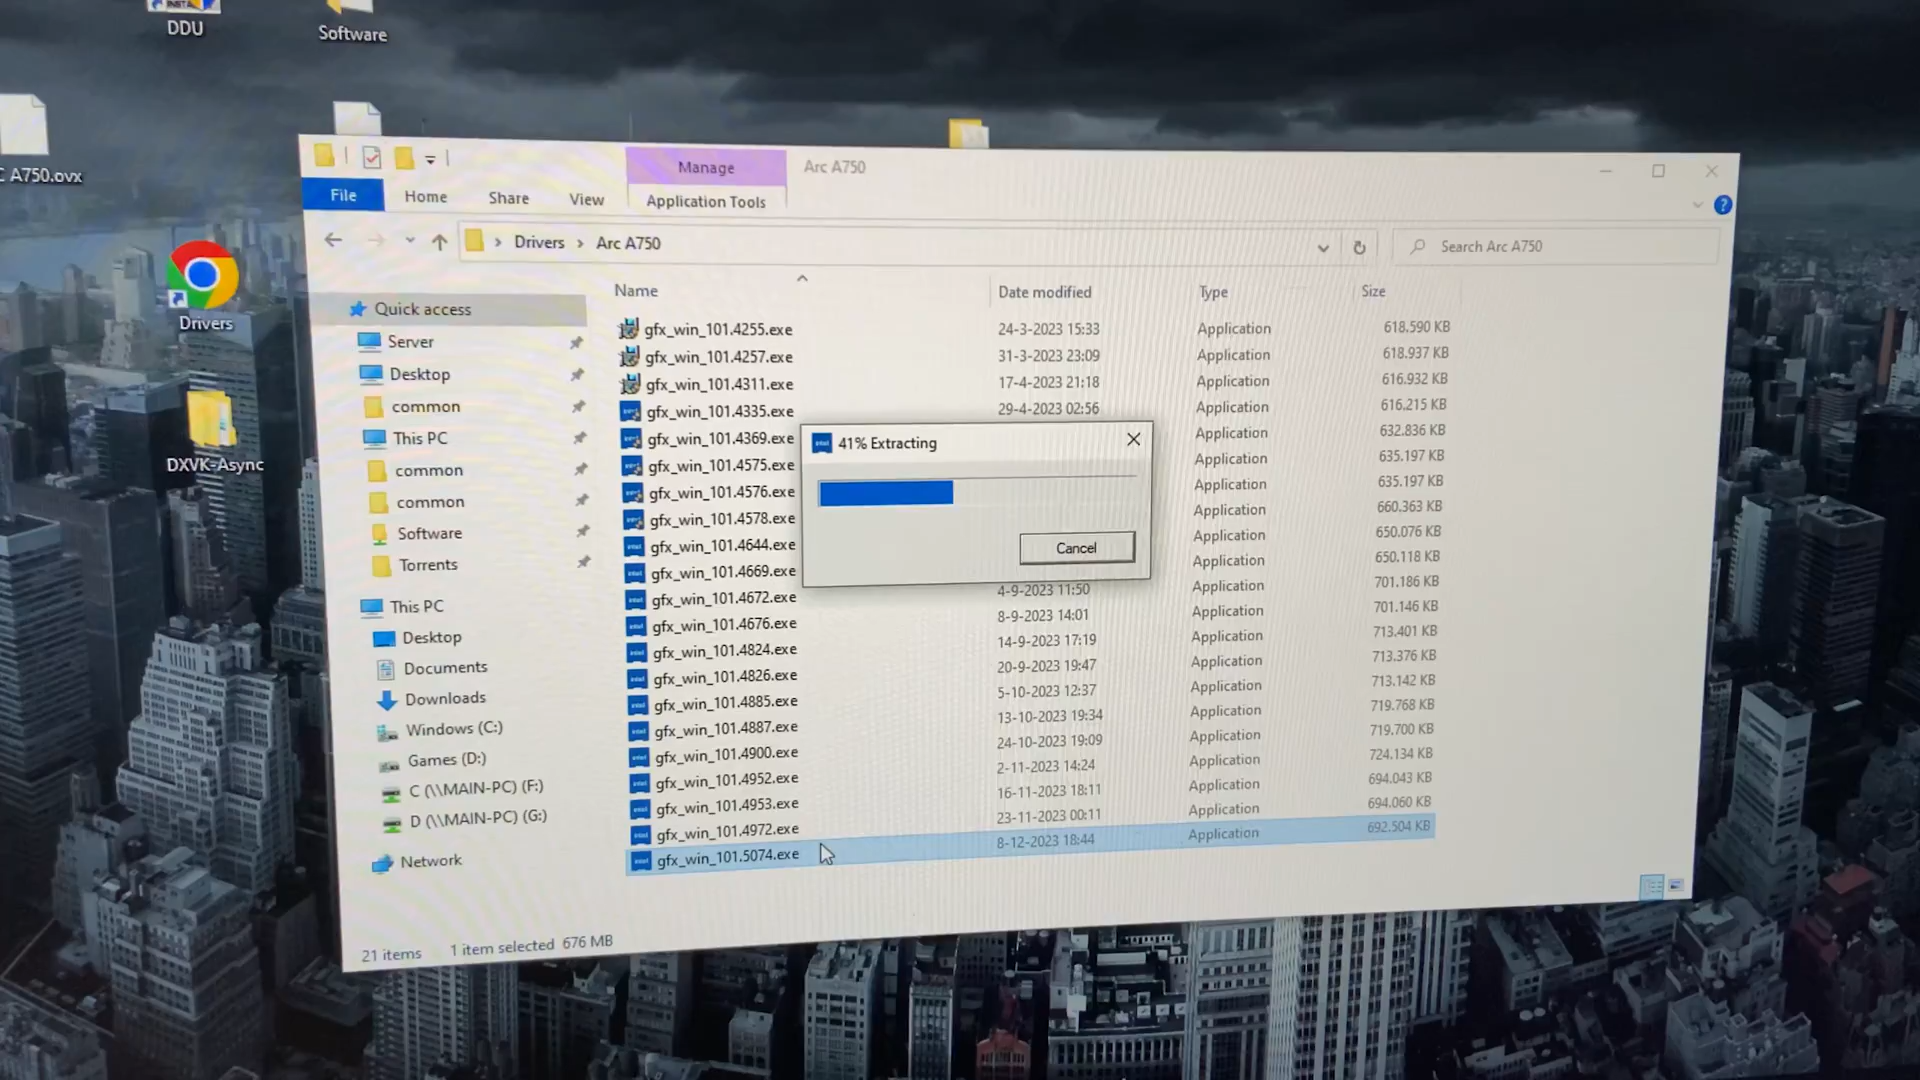 DDU
Software
C A750.ovx
Drivers
DXVK-Async
Manage
Arc A750
File
Home
Share
View
Application Tools
?
Drivers
Arc A750
Search Arc A750
Quick access
Server
Desktop
common
This PC
common
common
Software
Torrents
This PC
Desktop
Documents
Downloads
Windows (C:)
Games (D:)
C (\\MAIN-PC) (F:)
D (\\MAIN-PC) (G:)
Network
Name Date modified Type Size
gfx_win_101.4255.exe 24-3-2023 15:33 Application 618.590 KB
gfx_win_101.4257.exe 31-3-2023 23:09 Application 618.937 KB
gfx_win_101.4311.exe 17-4-2023 21:18 Application 616.932 KB
gfx_win_101.4335.exe 29-4-2023 02:56 Application 616.215 KB
gfx_win_101.4369.exe Application 632.836 KB
gfx_win_101.4575.exe Application 635.197 KB
gfx_win_101.4576.exe Application 635.197 KB
gfx_win_101.4578.exe Application 660.363 KB
gfx_win_101.4644.exe Application 650.076 KB
gfx_win_101.4669.exe Application 650.118 KB
gfx_win_101.4672.exe 4-9-2023 11:50 Application 701.186 KB
gfx_win_101.4676.exe 8-9-2023 14:01 Application 701.146 KB
gfx_win_101.4824.exe 14-9-2023 17:19 Application 713.401 KB
gfx_win_101.4826.exe 20-9-2023 19:47 Application 713.376 KB
gfx_win_101.4885.exe 5-10-2023 12:37 Application 713.142 KB
gfx_win_101.4887.exe 13-10-2023 19:34 Application 719.768 KB
gfx_win_101.4900.exe 24-10-2023 19:09 Application 719.700 KB
gfx_win_101.4952.exe 2-11-2023 14:24 Application 724.134 KB
gfx_win_101.4953.exe 16-11-2023 18:11 Application 694.043 KB
gfx_win_101.4972.exe 23-11-2023 00:11 Application 694.060 KB
gfx_win_101.5074.exe 8-12-2023 18:44 Application 692.504 KB
41% Extracting
Cancel
21 items 1 item selected 676 MB